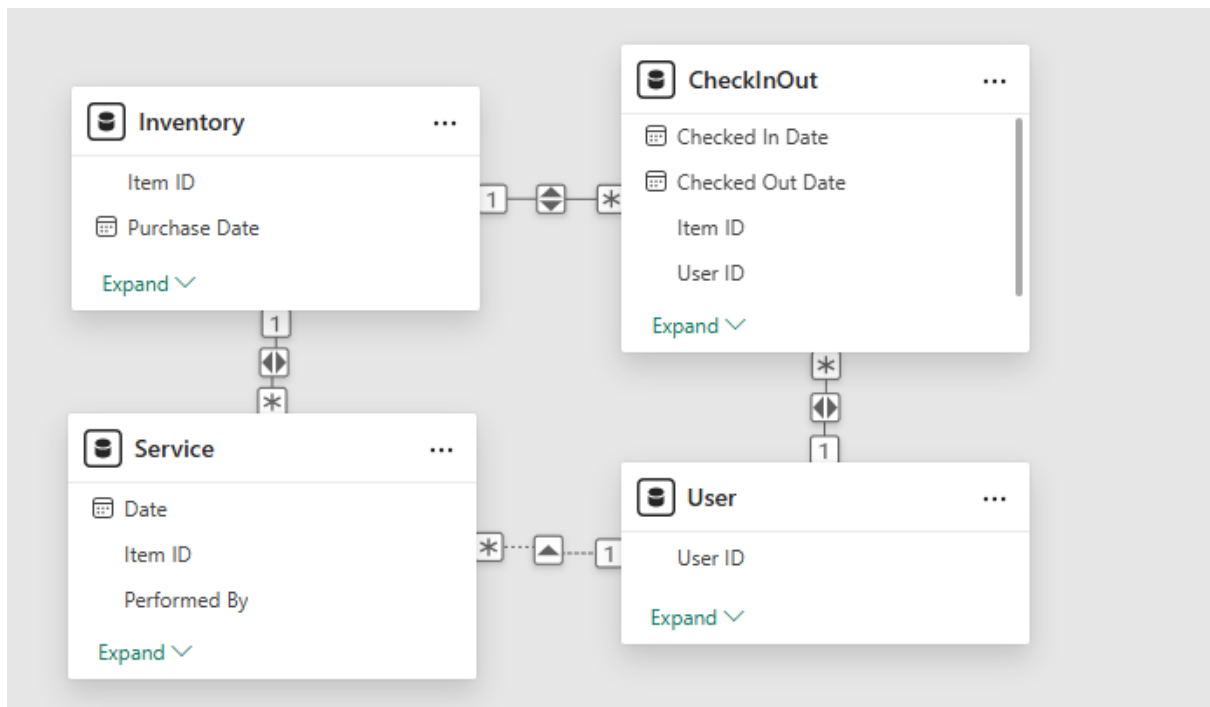 Inventory
Item ID
Purchase Date
Expand
1
*
CheckInOut
Checked In Date
Checked Out Date
Item ID
User ID
Expand
1
*
*
1
Service
Date
Item ID
Performed By
Expand
*
1
User
User ID
Expand